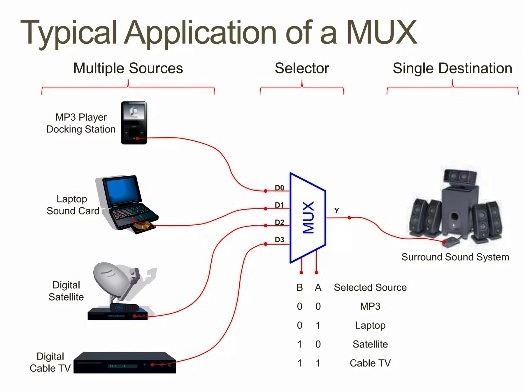 Typical Application of a MUX
Multiple Sources
Selector
Single Destination
MP3 Player
Docking Station
Laptop
Sound Card
Digital
Satellite
Digital
Cable TV
D0
D1
D2
D3
MUX
Y
Surround Sound System
B A Selected Source
0 0 MP3
0 1 Laptop
1 0 Satellite
1 1 Cable TV